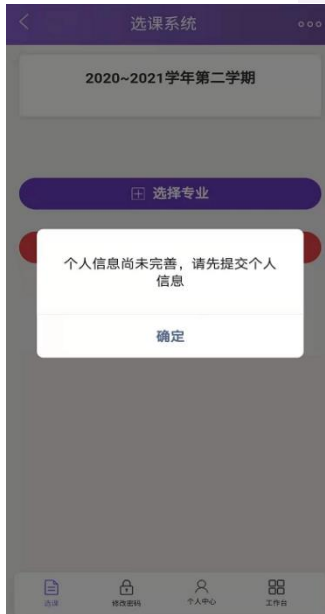 选课系统
2020~2021学年第二学期
选择专业
个人信息尚未完善，请先提交个人
信息
确定
选课
修改密码
个人中心
工作台